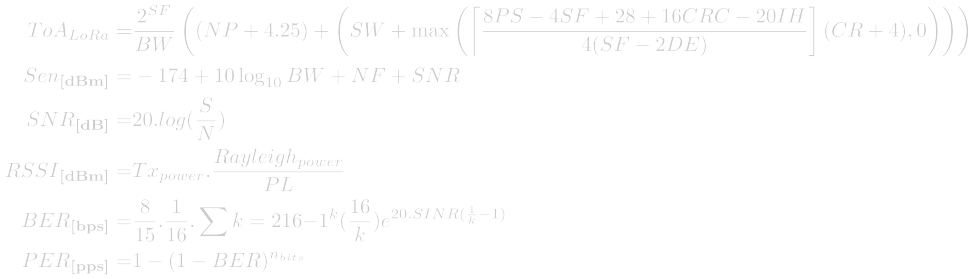 ToA_{LoRa} = \frac{2^{SF}}{BW} \left( (NP + 4.25) + \left( SW + \max \left( \left\lceil \frac{8PS - 4SF + 28 + 16CRC - 20IH}{4(SF - 2DE)} \right\rceil (CR + 4), 0 \right) \right) \right)
Sen_{[dBm]} = -174 + 10 \log_{10} BW + NF + SNR
SNR_{[dB]} = 20.log(\frac{S}{N})
RSSI_{[dBm]} = Tx_{power}.\frac{Rayleigh_{power}}{PL}
BER_{[bps]} = \frac{8}{15}.\frac{1}{16}.\sum k = 216-1^{k}(\frac{16}{k})e^{20.SINR(\frac{1}{k}-1)}
PER_{[pps]} = 1 - (1 - BER)^{n_{bits}}